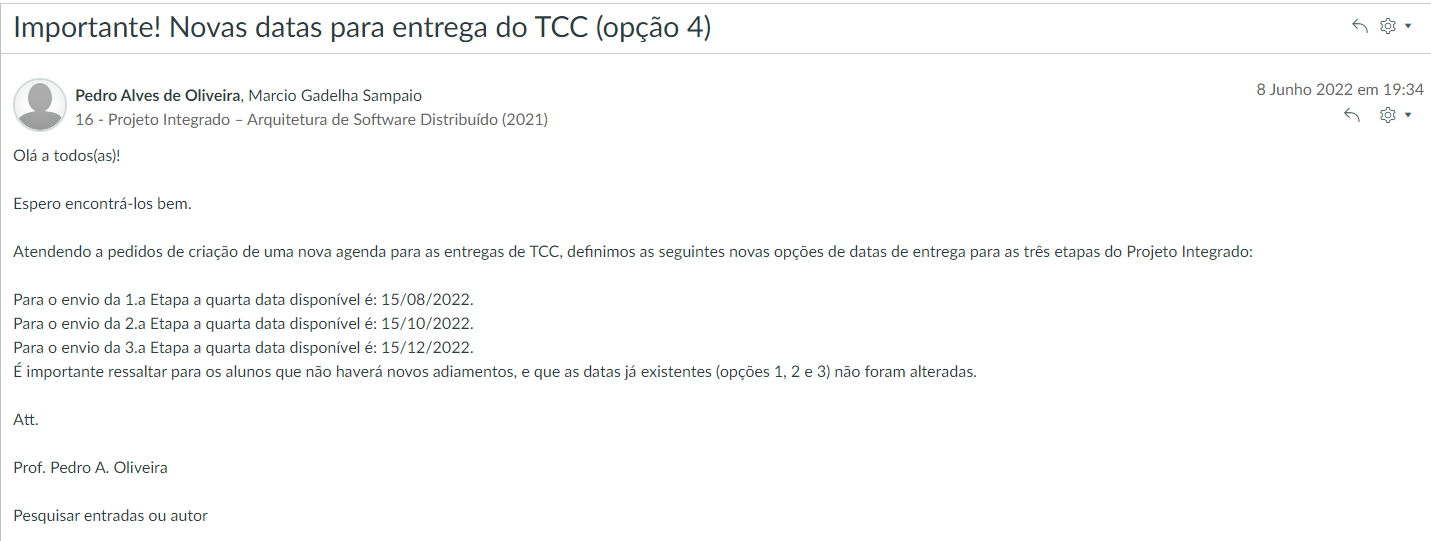 Importante! Novas datas para entrega do TCC (opção 4)
Pedro Alves de Oliveira, Marcio Gadelha Sampaio
8 Junho 2022 em 19:34
16 - Projeto Integrado – Arquitetura de Software Distribuído (2021)
Olá a todos(as)!
Espero encontrá-los bem.
Atendendo a pedidos de criação de uma nova agenda para as entregas de TCC, definimos as seguintes novas opções de datas de entrega para as três etapas do Projeto Integrado:
Para o envio da 1.a Etapa a quarta data disponível é: 15/08/2022.
Para o envio da 2.a Etapa a quarta data disponível é: 15/10/2022.
Para o envio da 3.a Etapa a quarta data disponível é: 15/12/2022.
É importante ressaltar para os alunos que não haverá novos adiamentos, e que as datas já existentes (opções 1, 2 e 3) não foram alteradas.
Att.
Prof. Pedro A. Oliveira
Pesquisar entradas ou autor